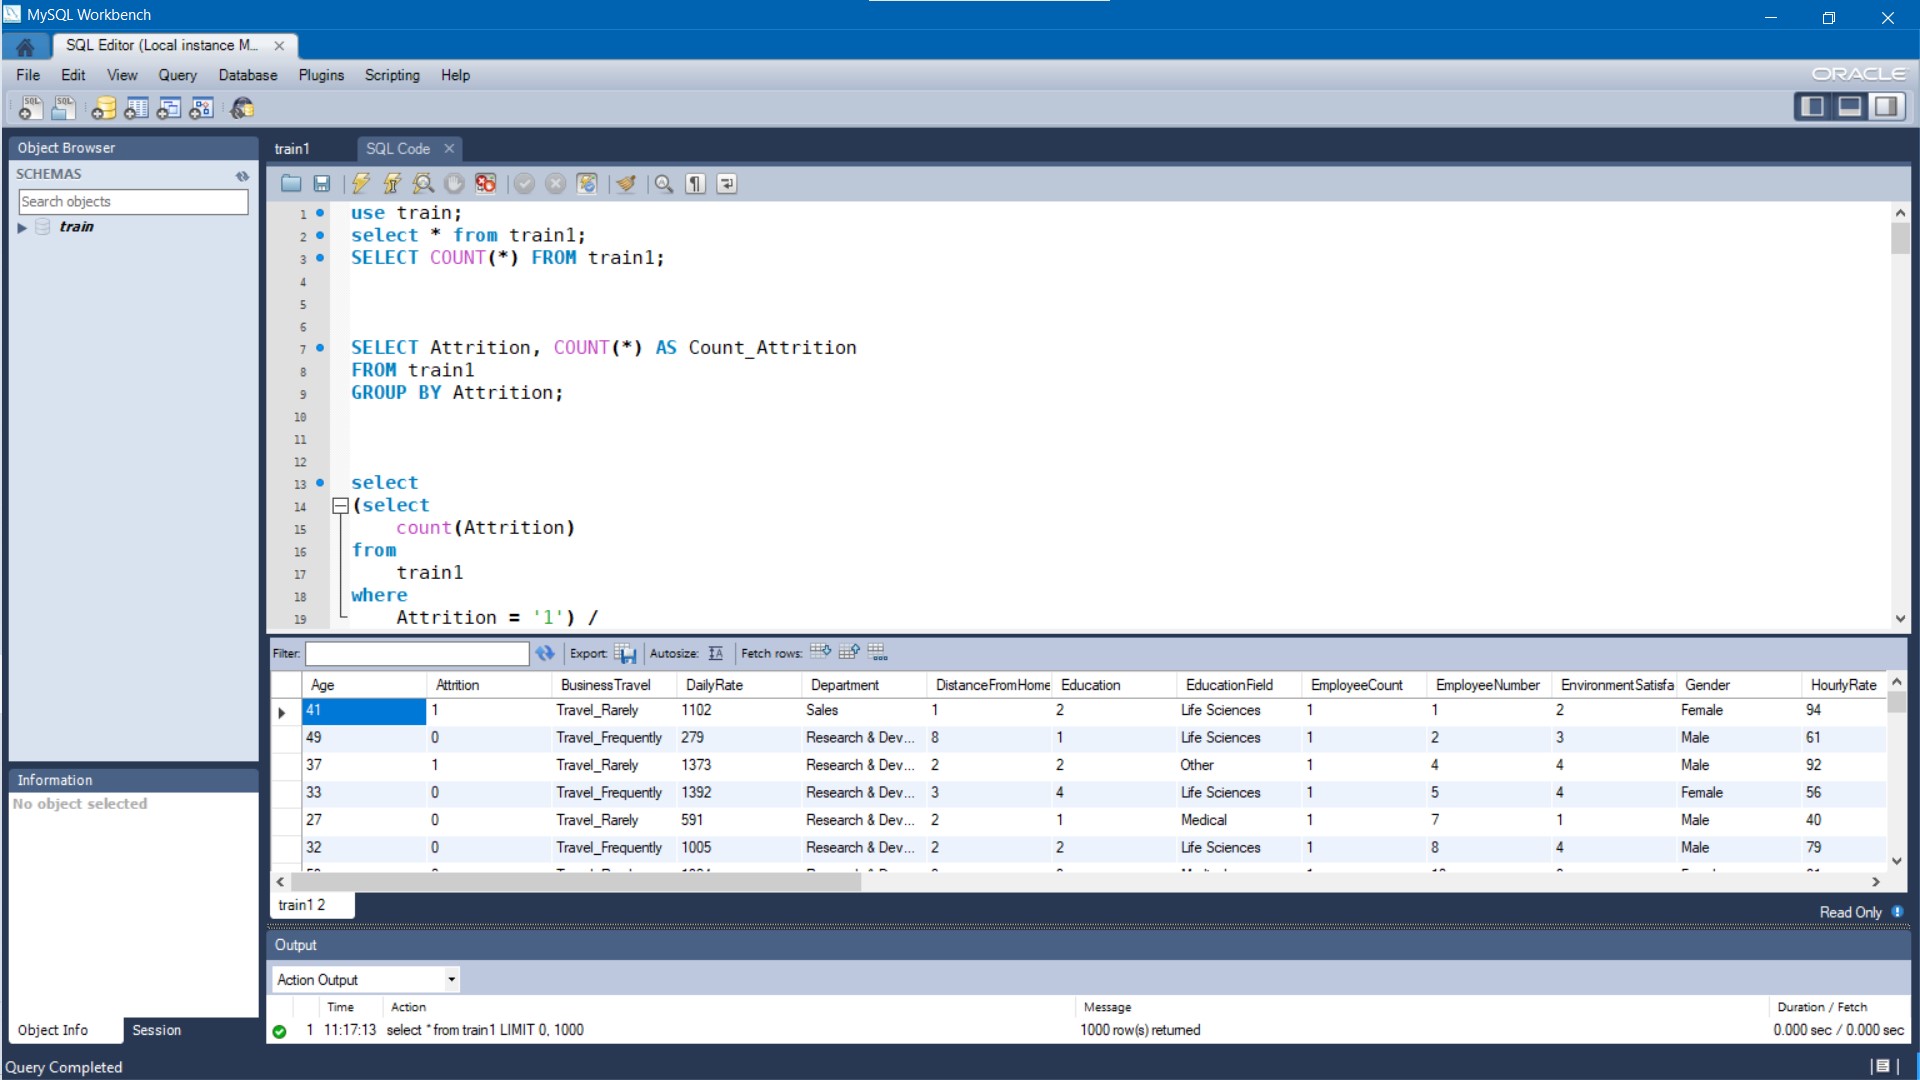 MySQL Workbench
SQL Editor (Local instance M... ×
File Edit View Query Database Plugins Scripting Help
ORACLE
Object Browser
SCHEMAS
Search objects
train
train1 SQL Code ×
1 use train;
2 select * from train1;
3 SELECT COUNT(*) FROM train1;
4
5
6
7 SELECT Attrition, COUNT(*) AS Count_Attrition
8 FROM train1
9 GROUP BY Attrition;
10
11
12
13 select
14 (select
15 count(Attrition)
16 from
17 train1
18 where
19 Attrition = '1') /
Filter: Export: Autosize: Fetch rows:
Age Attrition BusinessTravel DailyRate Department DistanceFromHome Education EducationField EmployeeCount EmployeeNumber EnvironmentSatisfa Gender HourlyRate
41 1 Travel_Rarely 1102 Sales 1 2 Life Sciences 1 1 2 Female 94
49 0 Travel_Frequently 279 Research & Dev... 8 1 Life Sciences 1 2 3 Male 61
37 1 Travel_Rarely 1373 Research & Dev... 2 2 Other 1 4 4 Male 92
33 0 Travel_Frequently 1392 Research & Dev... 3 4 Life Sciences 1 5 4 Female 56
27 0 Travel_Rarely 591 Research & Dev... 2 1 Medical 1 7 1 Male 40
32 0 Travel_Frequently 1005 Research & Dev... 2 2 Life Sciences 1 8 4 Male 79
train1 2
Read Only
Information
No object selected
Object Info Session
Output
Action Output
Time Action Message Duration / Fetch
1 11:17:13 select * from train1 LIMIT 0, 1000 1000 row(s) returned 0.000 sec / 0.000 sec
Query Completed